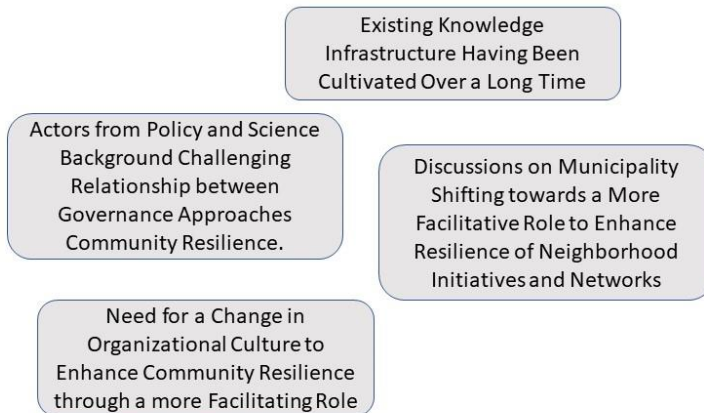 Existing Knowledge
Infrastructure Having Been
Cultivated Over a Long Time
Actors from Policy and Science
Background Challenging
Relationship between
Governance Approaches
Community Resilience.
Discussions on Municipality
Shifting towards a More
Facilitative Role to Enhance
Resilience of Neighborhood
Initiatives and Networks
Need for a Change in
Organizational Culture to
Enhance Community Resilience
through a more Facilitating Role